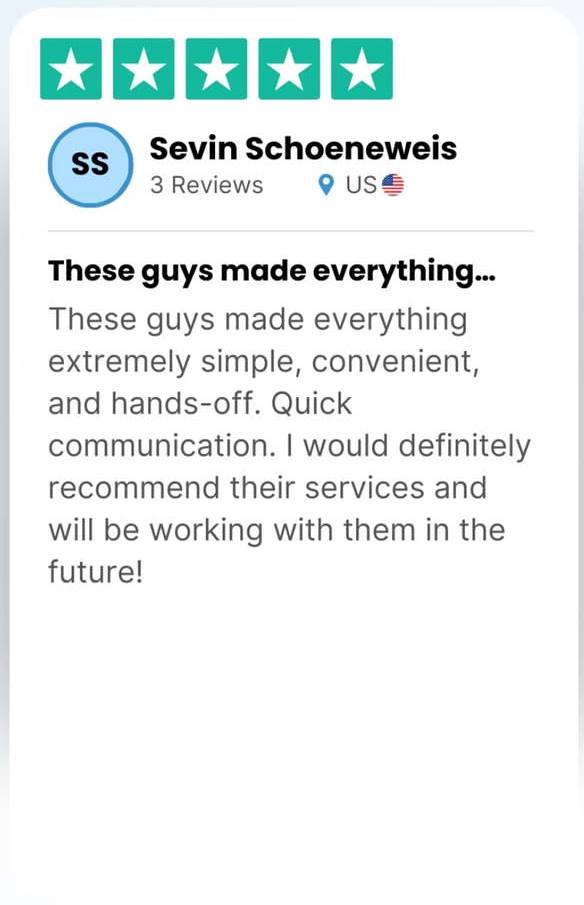 SS
Sevin Schoeneweis
3 Reviews US
These guys made everything...
These guys made everything
extremely simple, convenient,
and hands-off. Quick
communication. I would definitely
recommend their services and
will be working with them in the
future!